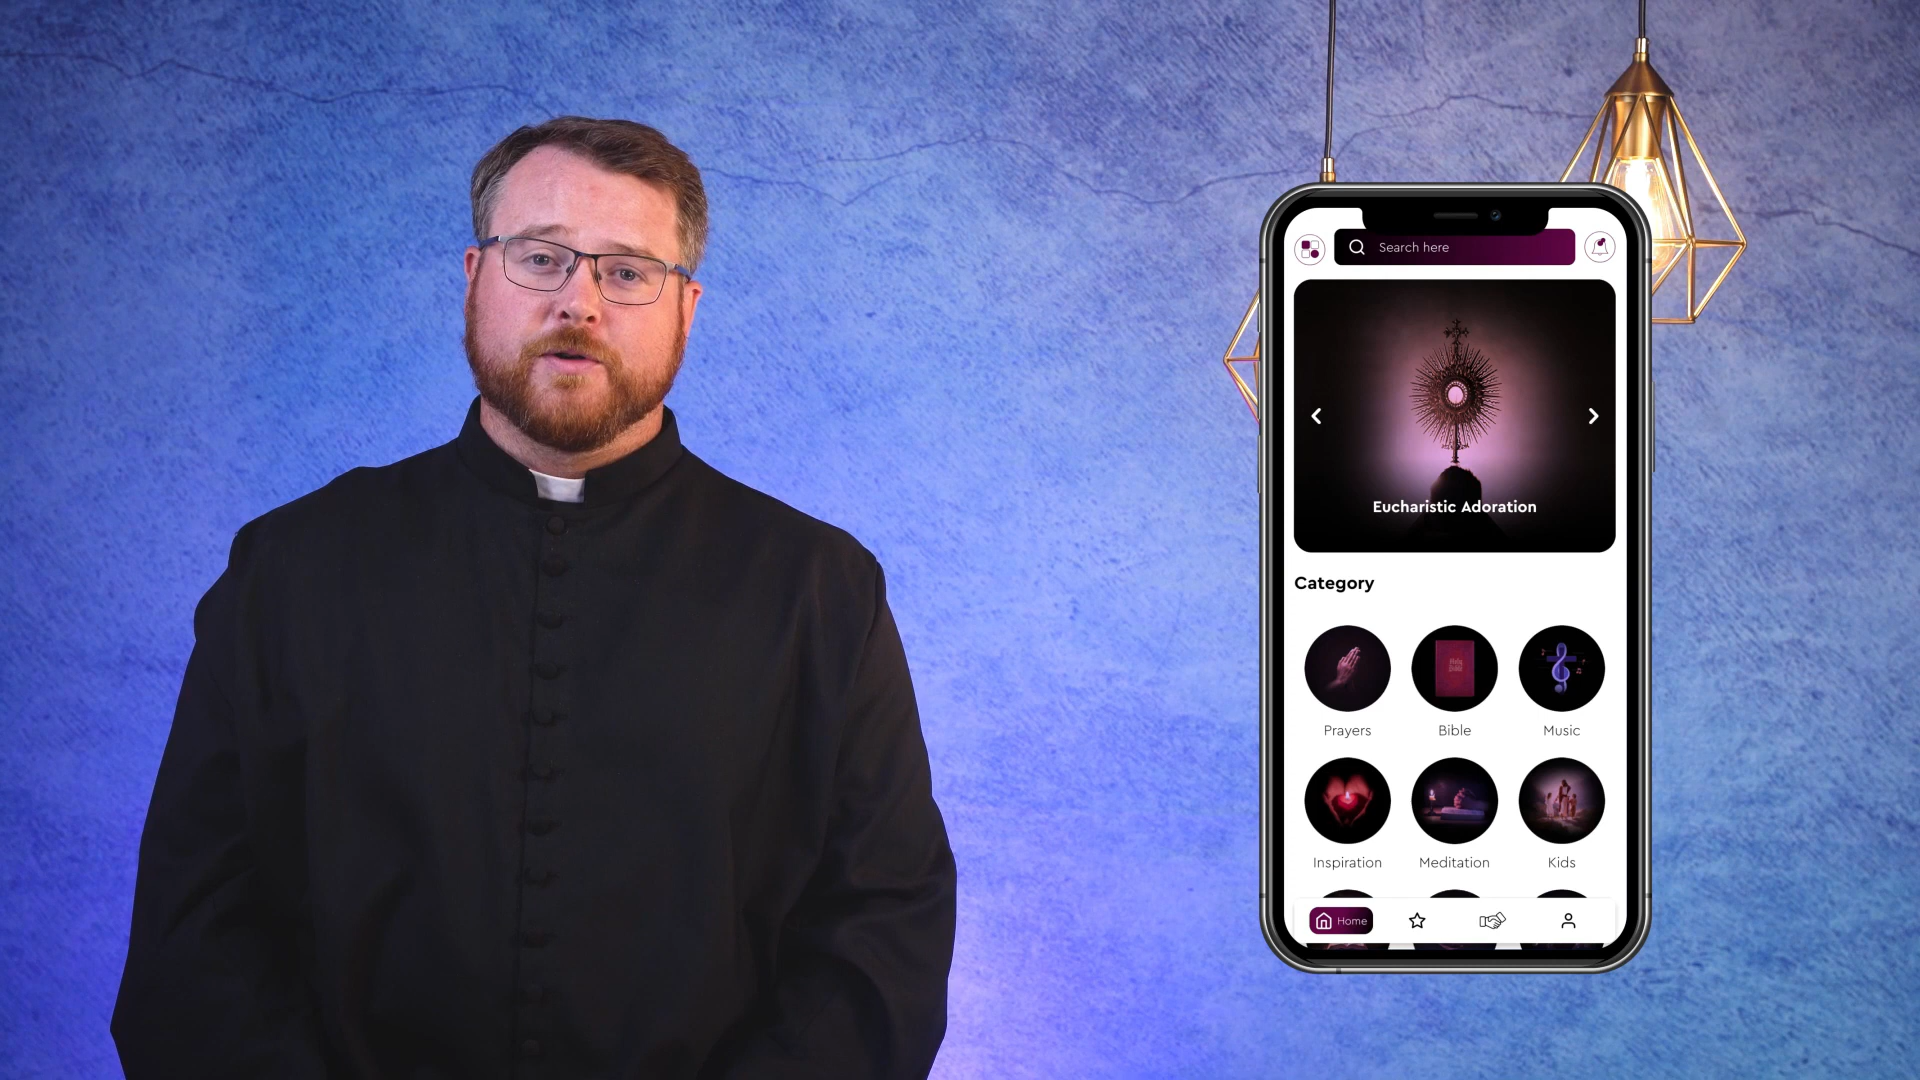 Search here
Eucharistic Adoration
Category
Prayers
Bible
Music
Inspiration
Meditation
Kids
Home